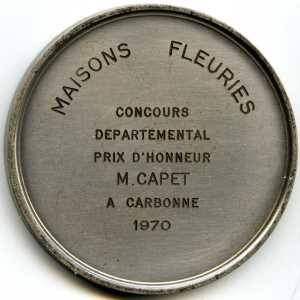 MAISONS FLEURIES
CONCOURS
DEPARTEMENTAL
PRIX D'HONNEUR
M. CAPET
A CARBONNE
1970